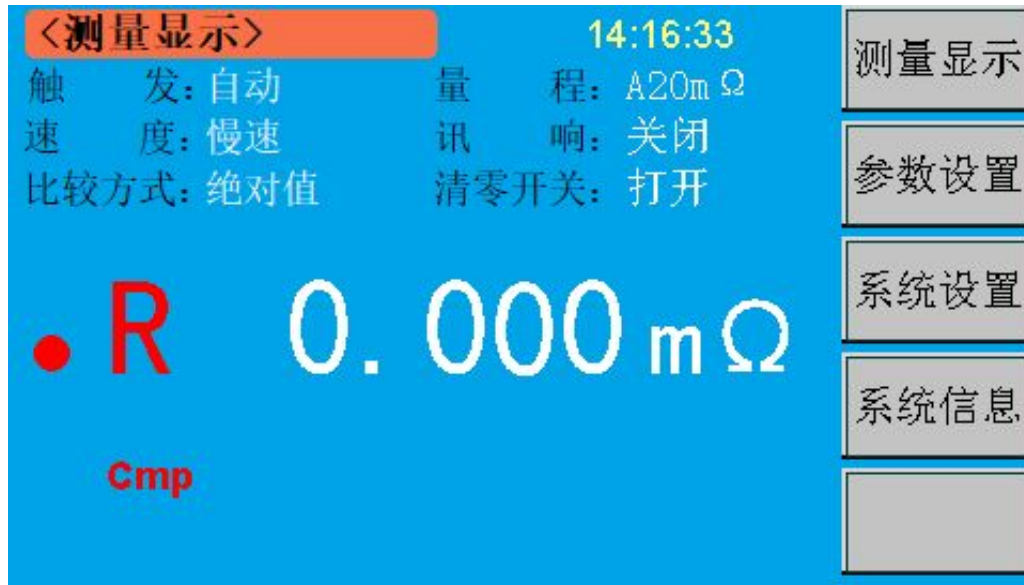 <测量显示> 14:16:33
触 发: 自动 量 程: A20mΩ
速 度: 慢速 讯 响: 关闭
比较方式: 绝对值 清零开关: 打开
R 0.000mΩ
Cmp
测量显示
参数设置
系统设置
系统信息